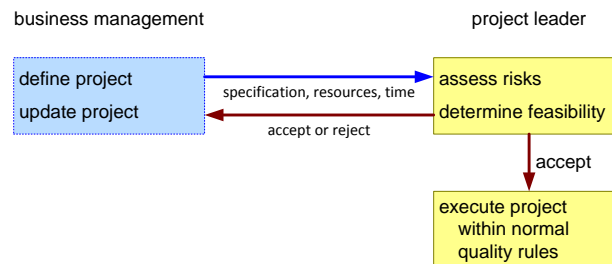 business management
project leader
define project
update project
specification, resources, time
accept or reject
assess risks
determine feasibility
accept
execute project
within normal
quality rules